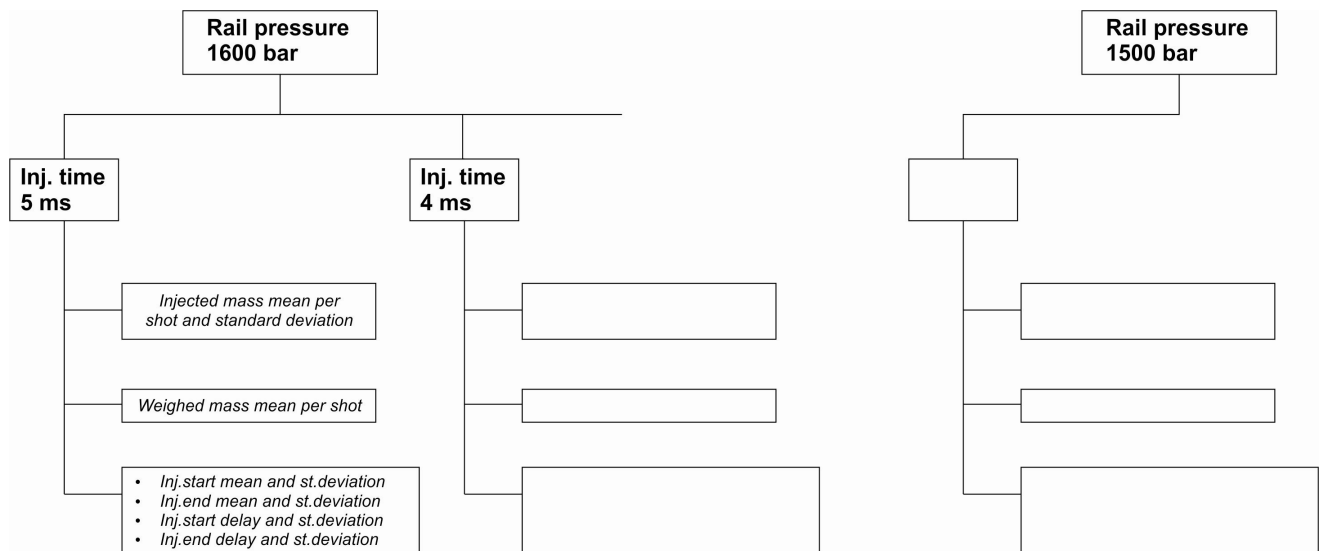 Rail pressure
1600 bar
Rail pressure
1500 bar
Inj. time
5 ms
Inj. time
4 ms
Injected mass mean per
shot and standard deviation
Weighed mass mean per shot
• Inj.start mean and st.deviation
• Inj.end mean and st.deviation
• Inj.start delay and st.deviation
• Inj.end delay and st.deviation